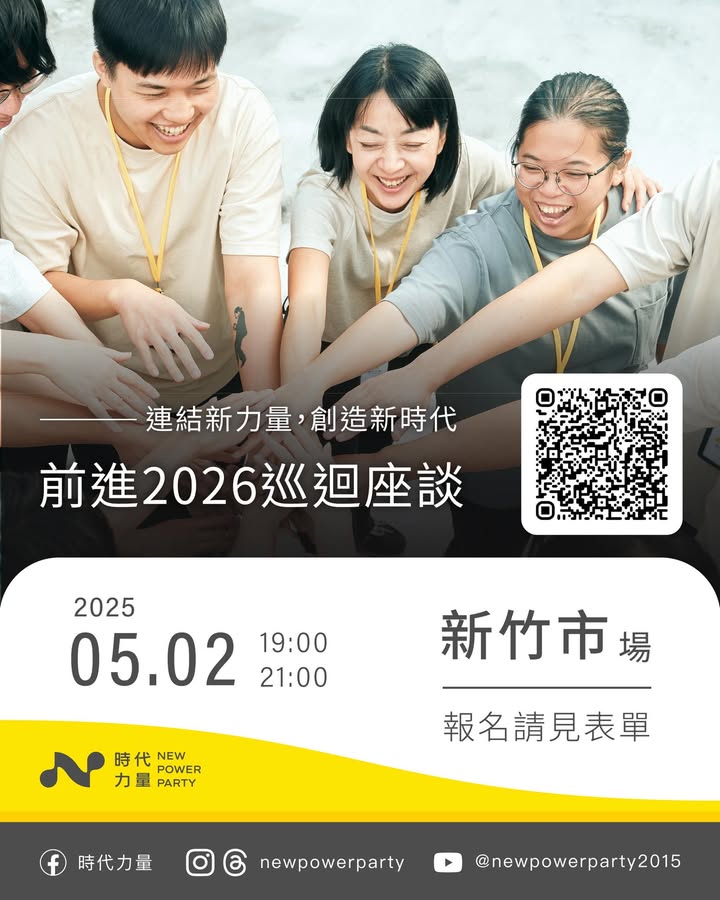 連結新力量，創造新時代
前進2026巡迴座談
2025
05.02
19:00
21:00
新竹市 場
報名請見表單
時代
力量
NEW
POWER
PARTY
時代力量
newpowerparty
@newpowerparty2015